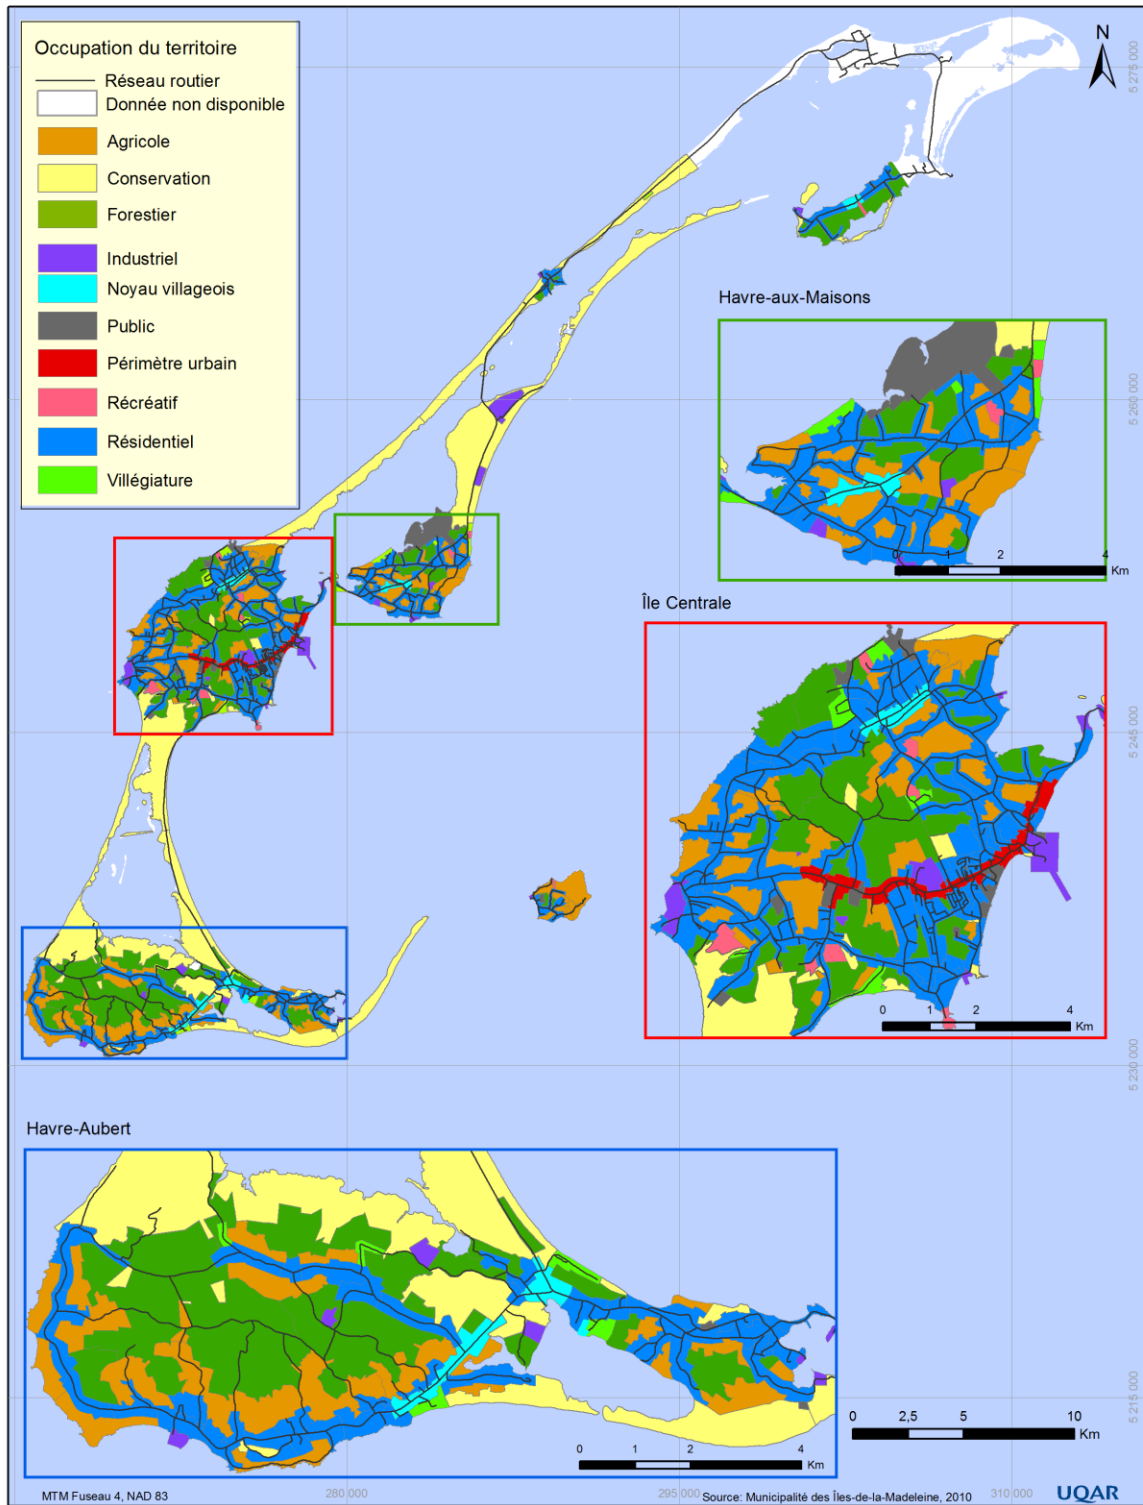 Occupation du territoire
Réseau routier
Donnée non disponible
Agricole
Conservation
Forestier
Industriel
Noyau villageois
Public
Périmètre urbain
Récréatif
Résidentiel
Villégiature
N
5 275 000
Havre-aux-Maisons
5 260 000
0 1 2 4
Km
Île Centrale
5 245 000
0 1 2 4
Km
5 230 000
Havre-Aubert
5 215 000
0 2,5 5 10
Km
0 1 2 4
Km
MTM Fuseau 4, NAD 83
280 000
295 000
310 000
Source: Municipalité des Îles-de-la-Madeleine, 2010
UQAR